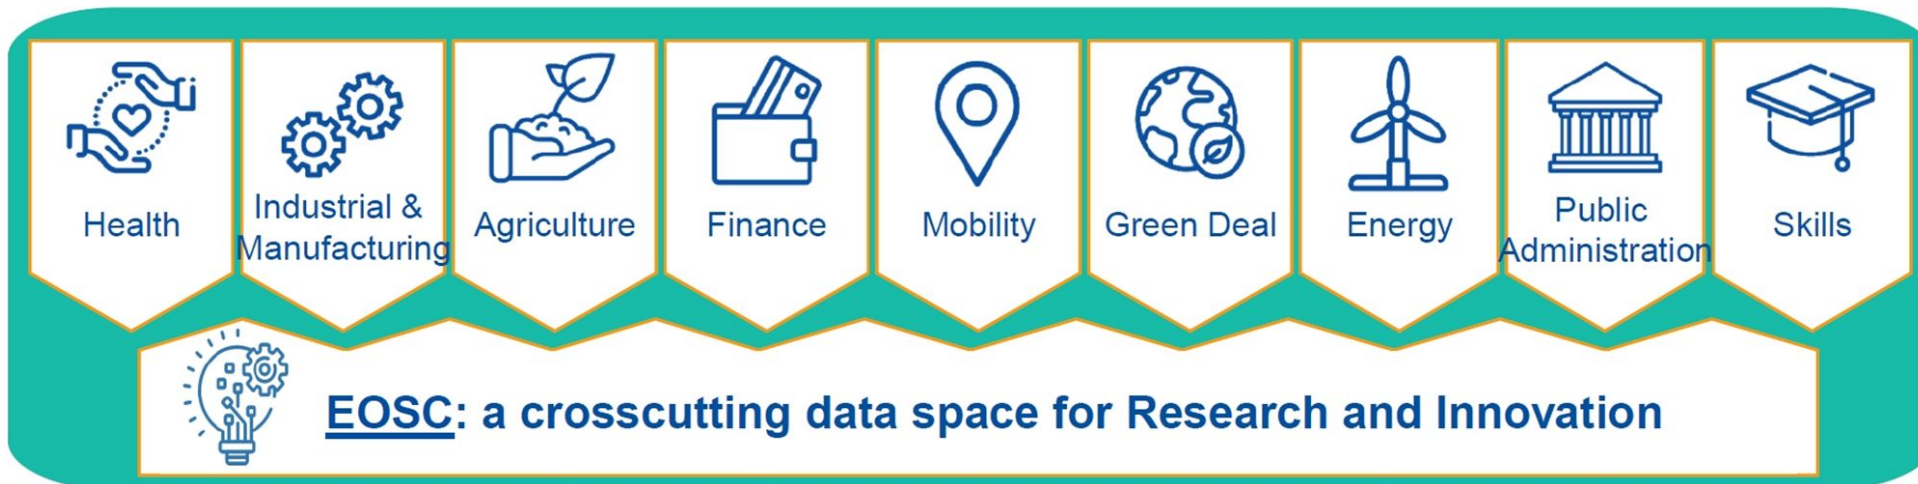 Health
Industrial &
Manufacturing
Agriculture
Finance
Mobility
Green Deal
Energy
Public
Administration
Skills
EOSC: a crosscutting data space for Research and Innovation